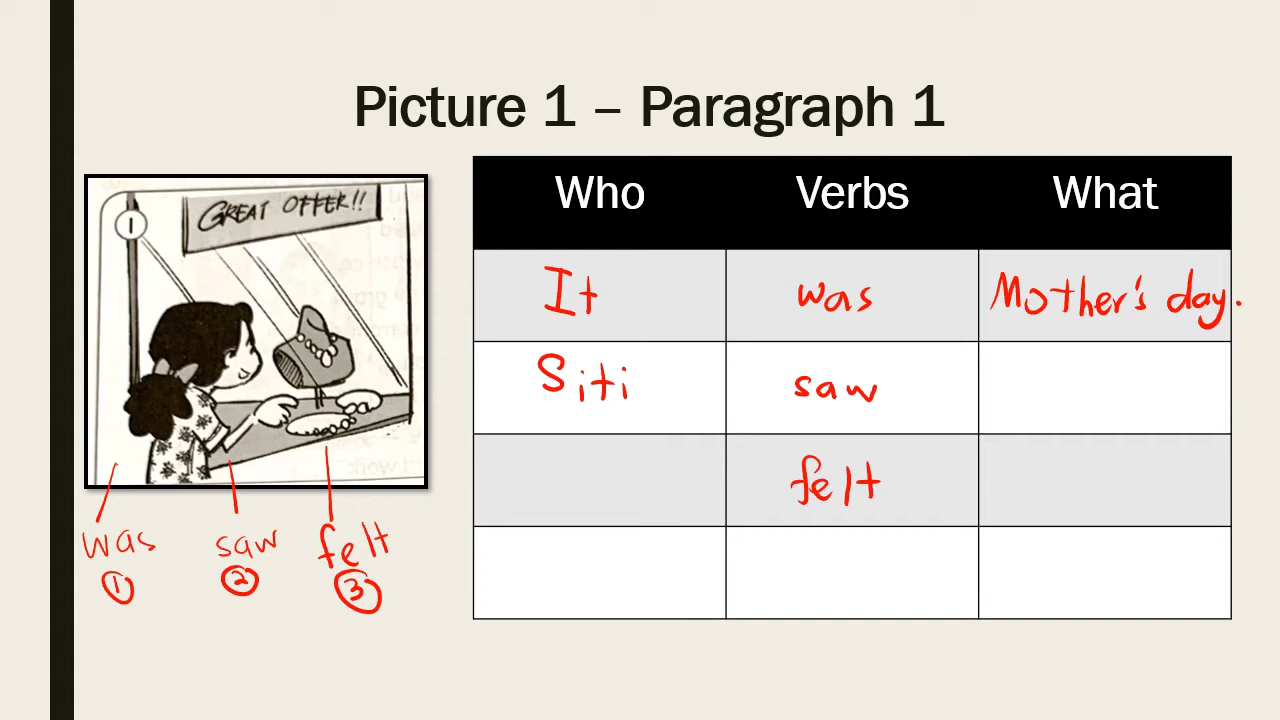 Picture 1 – Paragraph 1
1
GREAT OFFER!!
was saw felt
1 2 3
Who Verbs What
It was Mother's day.
Siti saw
felt